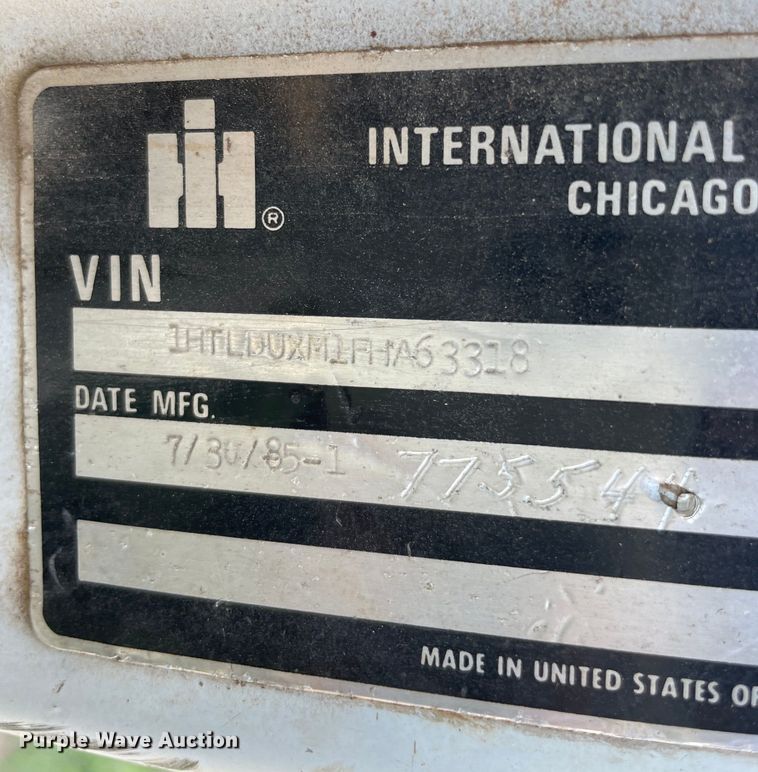 IH®
INTERNATIONAL
CHICAGO
VIN
1HTLDUXM1FHA63318
DATE MFG.
7/30/85-1 775544
MADE IN UNITED STATES OF
Purple Wave Auction